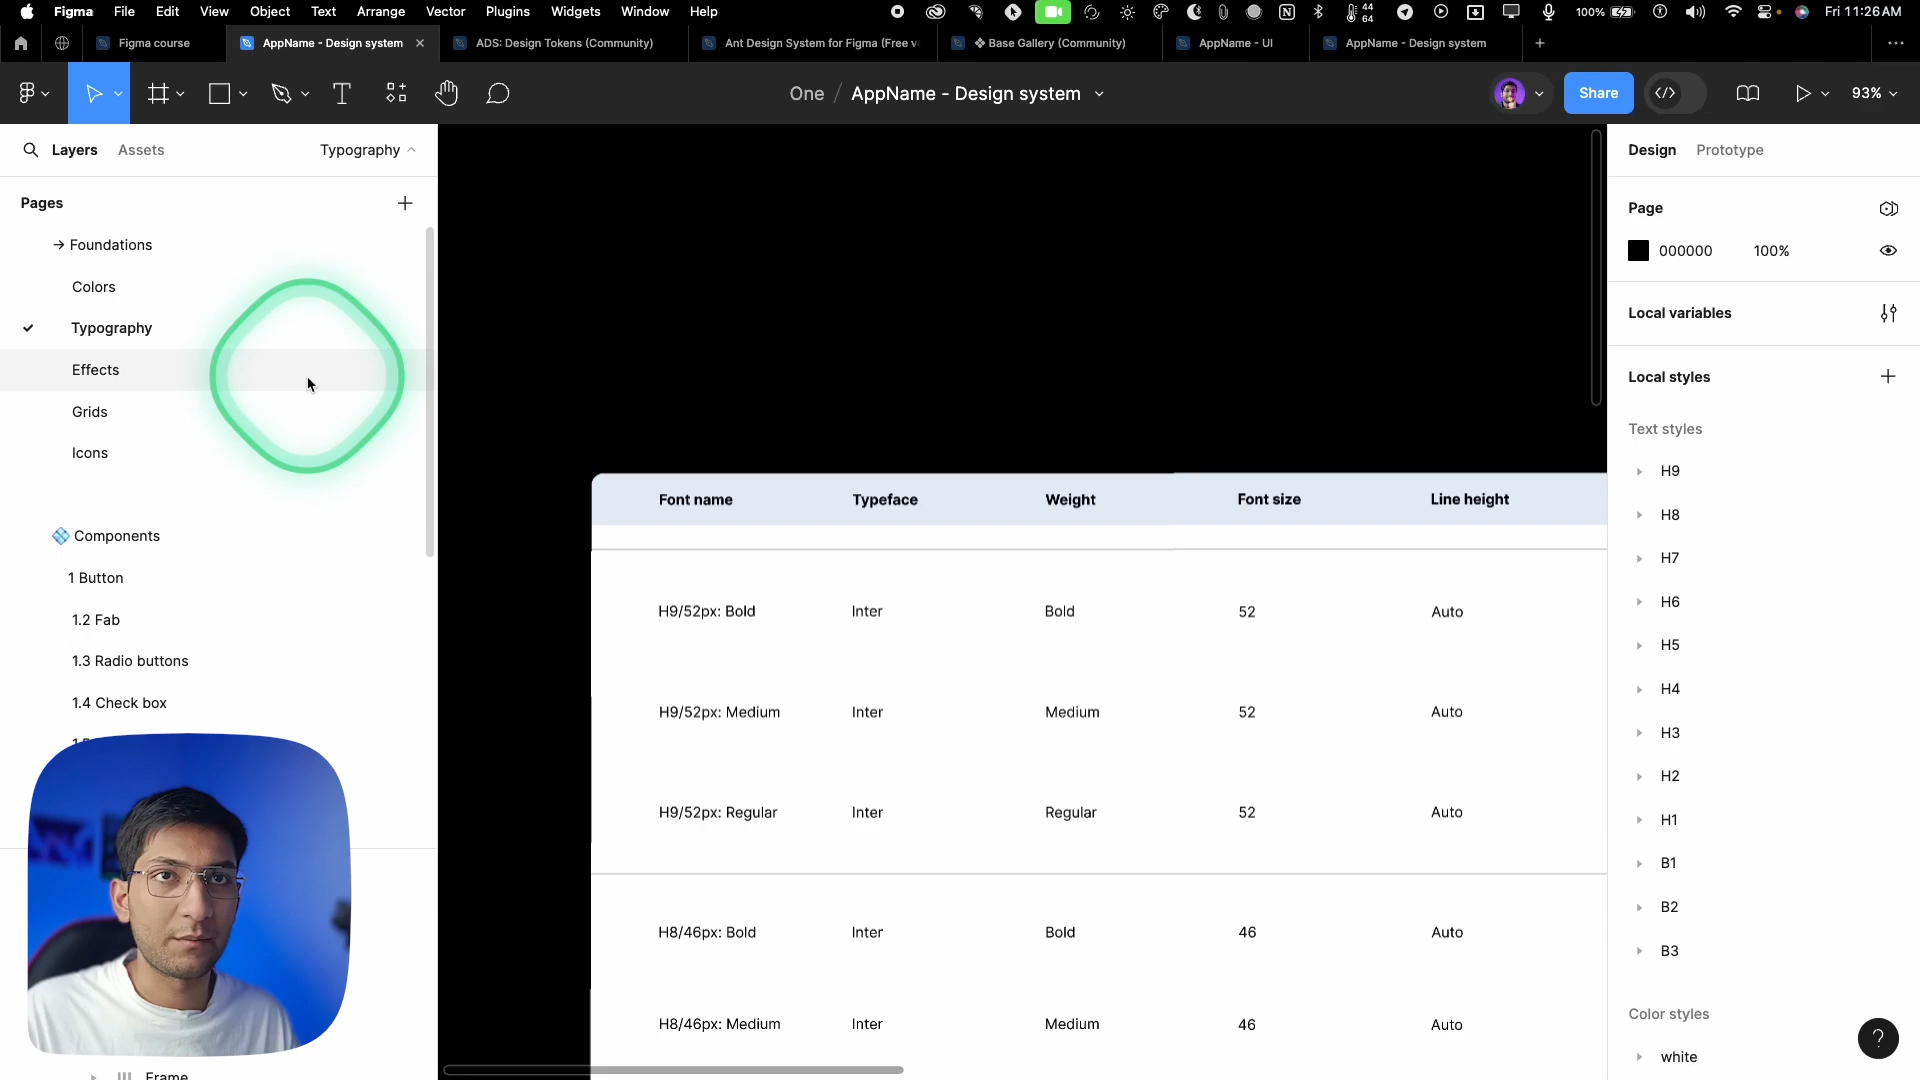 Figma File Edit View Object Text Arrange Vector Plugins Widgets Window Help 44 64 100% Fri 11:26AM
Figma course AppName - Design system ADS: Design Tokens (Community) Ant Design System for Figma (Free v Base Gallery (Community) AppName - UI AppName - Design system
One / AppName - Design system Share 93%
Layers Assets Typography
Pages
→ Foundations
Colors
Typography
Effects
Grids
Icons
Components
1 Button
1.2 Fab
1.3 Radio buttons
1.4 Check box
Frame
Font name Typeface Weight Font size Line height
H9/52px: Bold Inter Bold 52 Auto
H9/52px: Medium Inter Medium 52 Auto
H9/52px: Regular Inter Regular 52 Auto
H8/46px: Bold Inter Bold 46 Auto
H8/46px: Medium Inter Medium 46 Auto
Design Prototype
Page
000000 100%
Local variables
Local styles
Text styles
H9
H8
H7
H6
H5
H4
H3
H2
H1
B1
B2
B3
Color styles
white
?